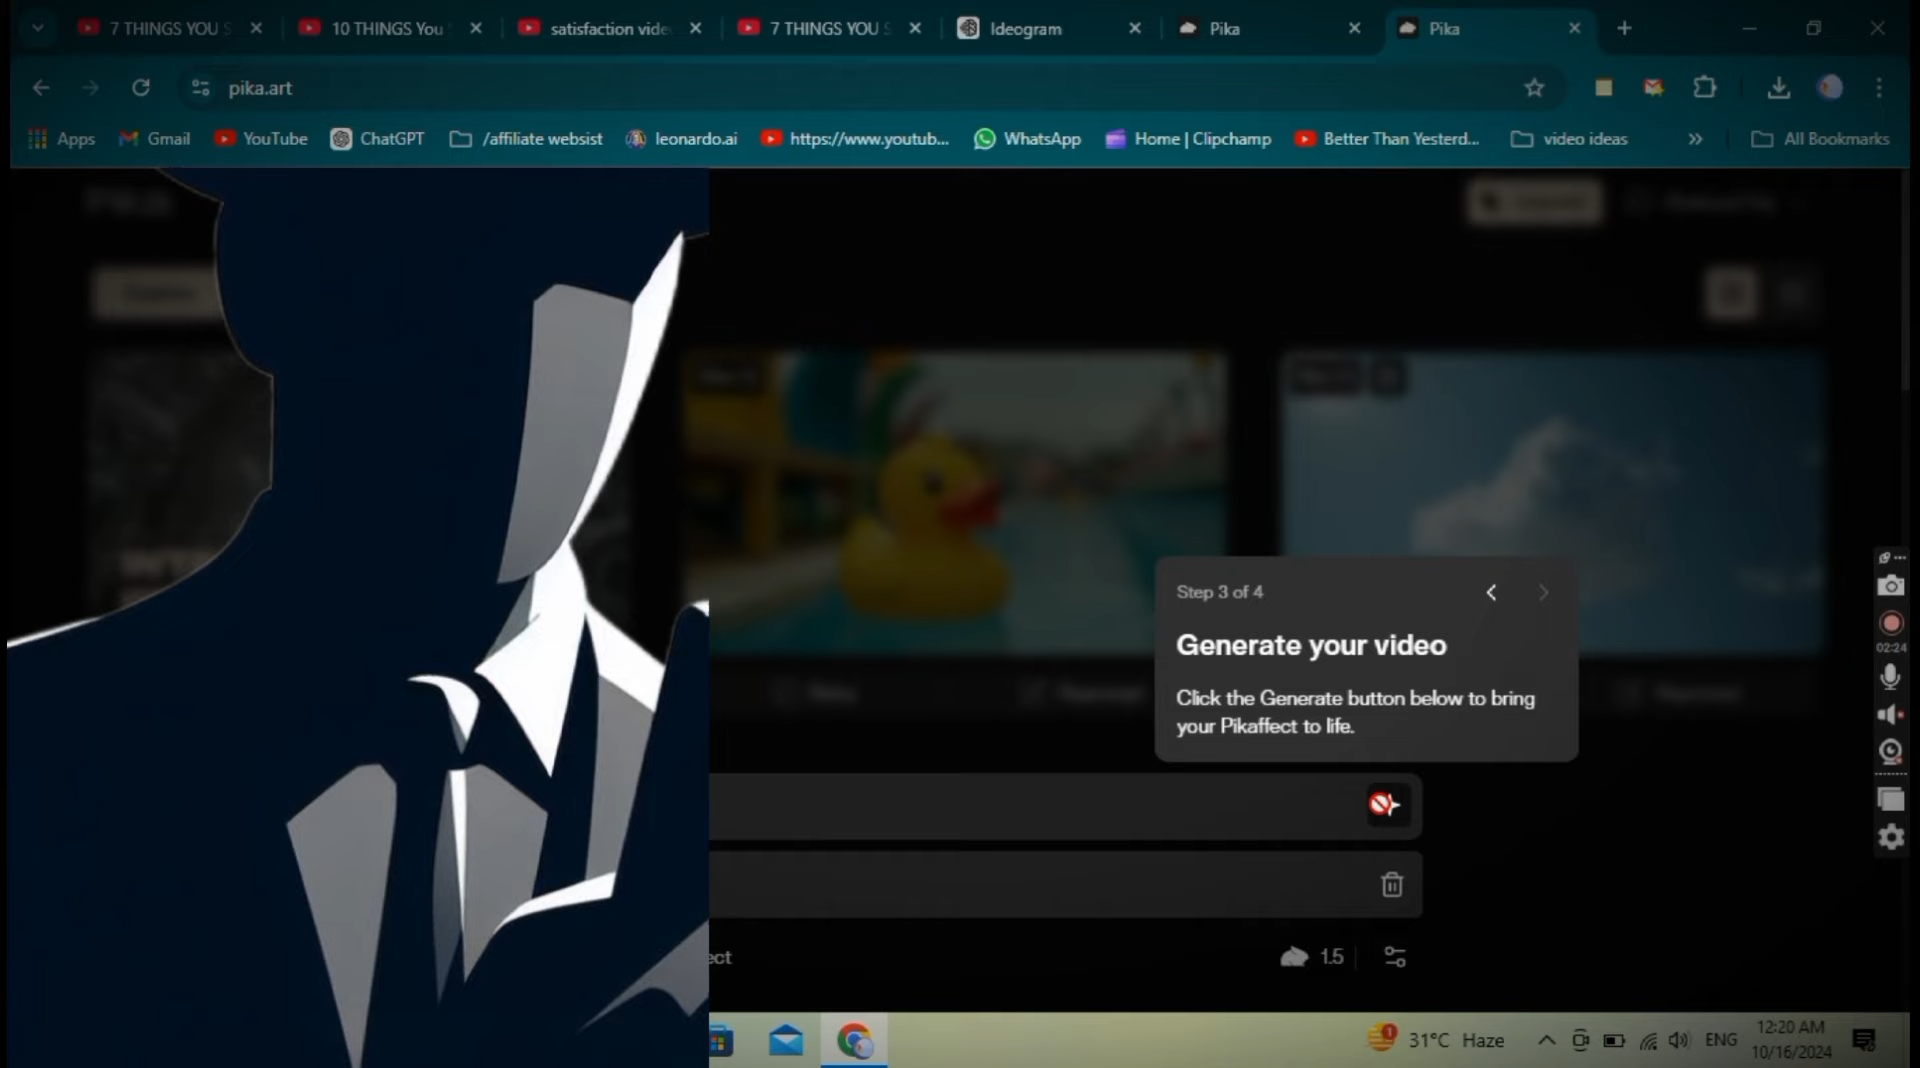 7 THINGS YOU S
10 THINGS You
satisfaction vide
7 THINGS YOU S
Ideogram
Pika
Pika
pika.art
Apps
Gmail
YouTube
ChatGPT
/affiliate websist
leonardo.ai
https://www.youtub...
WhatsApp
Home | Clipchamp
Better Than Yesterd...
video ideas
All Bookmarks
Step 3 of 4
Generate your video
Click the Generate button below to bring
your Pikaffect to life.
02:24
ect
1.5
1
31°C Haze
ENG
12:20 AM
10/16/2024